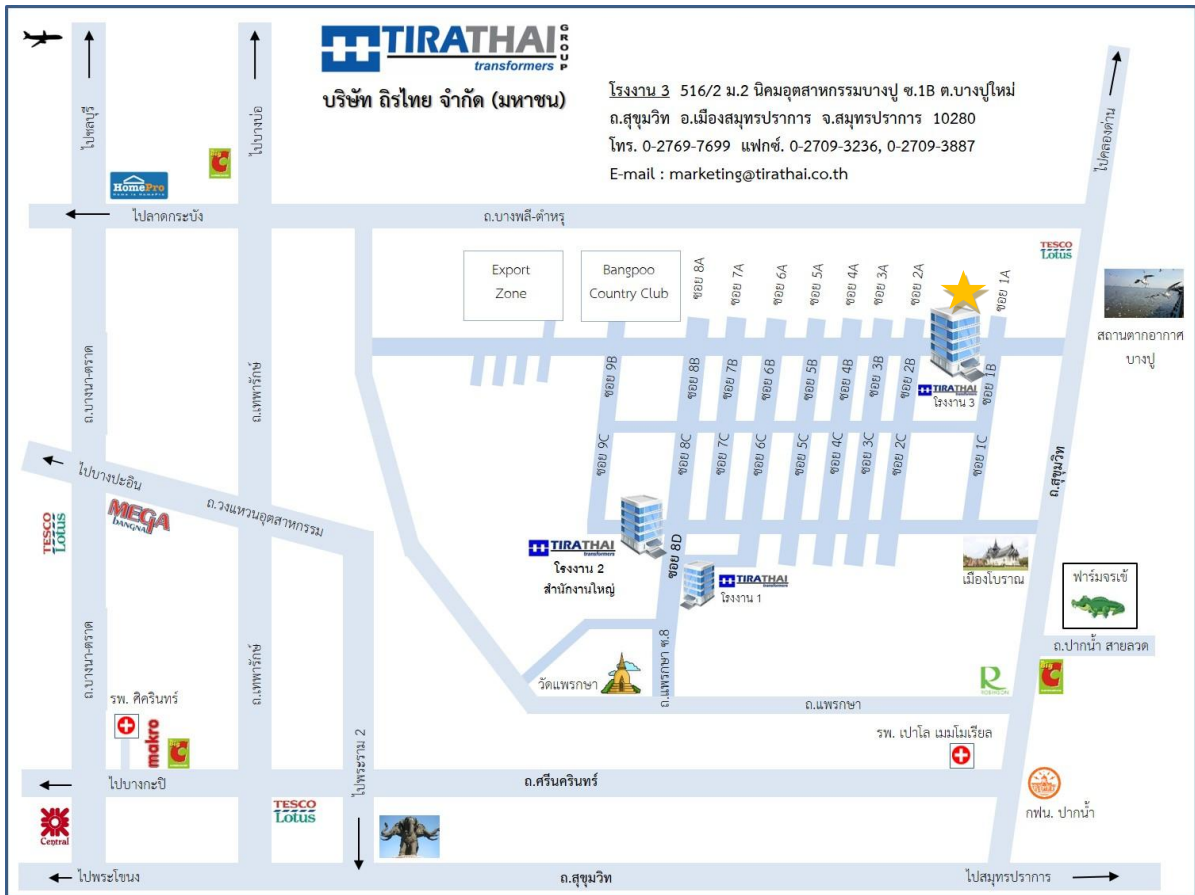 TIRATHAI GROUP
transformers
บริษัท ถิรไทย จำกัด (มหาชน)
โรงงาน 3 516/2 ม.2 นิคมอุตสาหกรรมบางปู ซ.1B ต.บางปูใหม่
ถ.สุขุมวิท อ.เมืองสมุทรปราการ จ.สมุทรปราการ 10280
โทร. 0-2769-7699 แฟกซ์. 0-2709-3236, 0-2709-3887
E-mail : marketing@tirathai.co.th
ไปชลบุรี
ไปบางบ่อ
ไปคลองด่าน
HomePro
C
ไปลาดกระบัง
ถ.บางพลี-ตำหรุ
TESCO
Lotus
Export
Zone
Bangpoo
Country Club
ซอย 8A
ซอย 7A
ซอย 6A
ซอย 5A
ซอย 4A
ซอย 3A
ซอย 2A
ซอย 1A
สถานตากอากาศ
บางปู
ถ.บางนา-ตราด
ถ.เทพารักษ์
ซอย 9B
ซอย 8B
ซอย 7B
ซอย 6B
ซอย 5B
ซอย 4B
ซอย 3B
ซอย 2B
TIRATHAI
โรงงาน 3
ซอย 1B
ซอย 9C
ซอย 8C
ซอย 7C
ซอย 6C
ซอย 5C
ซอย 4C
ซอย 3C
ซอย 2C
ซอย 1C
ถ.สุขุมวิท
ไปบางปะอิน
ถ.วงแหวนอุตสาหกรรม
TESCO
Lotus
MEGA
BANGNA
TIRATHAI
transformers
โรงงาน 2
สำนักงานใหญ่
ซอย 8D
TIRATHAI
โรงงาน 1
เมืองโบราณ
ฟาร์มจรเข้
ถ.ปากน้ำ สายลวด
ถ.บางนา-ตราด
ถ.เทพารักษ์
วัดแพรกษา
ถ.แพรกษา ซ.8
ถ.แพรกษา
R
ROBINSON
C
รพ. ศิครินทร์
makro
C
ไปพระราม 2
รพ. เปาโล เมมโมเรียล
ไปบางกะปิ
ถ.ศรีนครินทร์
Central
TESCO
Lotus
กฟน. ปากน้ำ
ไปพระโขนง
ถ.สุขุมวิท
ไปสมุทรปราการ